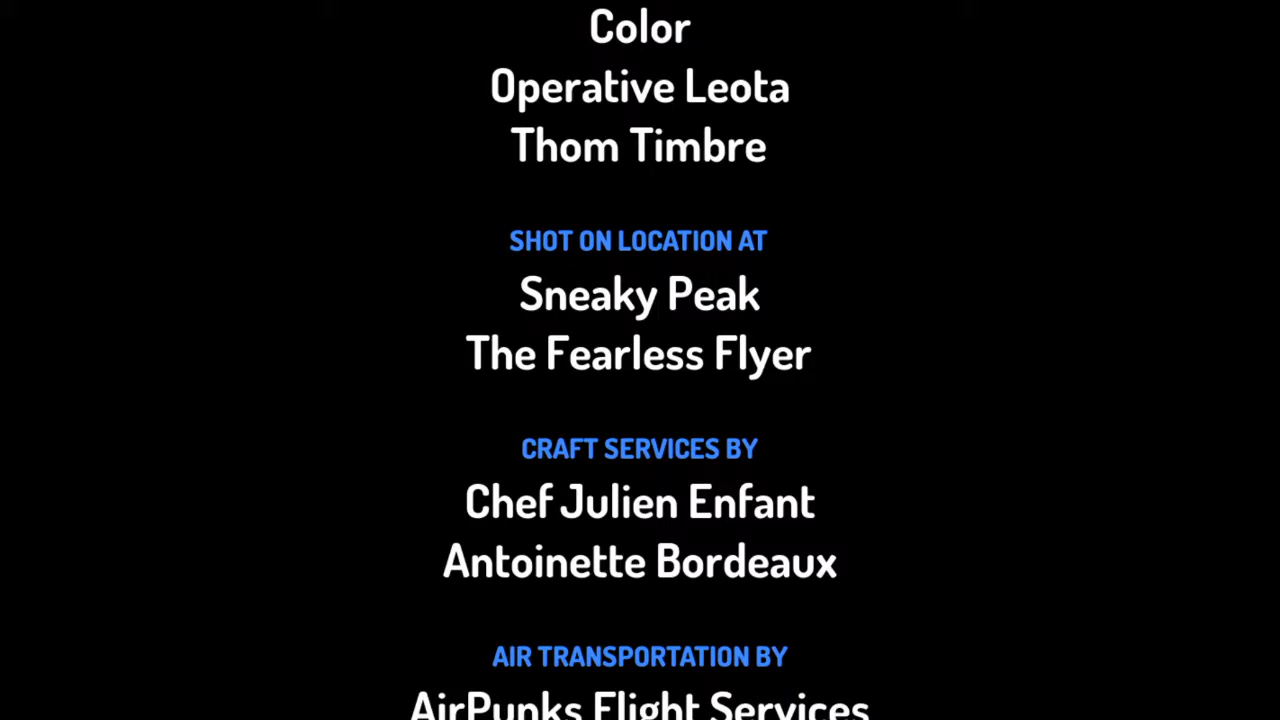 Color
Operative Leota
Thom Timbre
SHOT ON LOCATION AT
Sneaky Peak
The Fearless Flyer
CRAFT SERVICES BY
Chef Julien Enfant
Antoinette Bordeaux
AIR TRANSPORTATION BY
AirPunks Flight Services